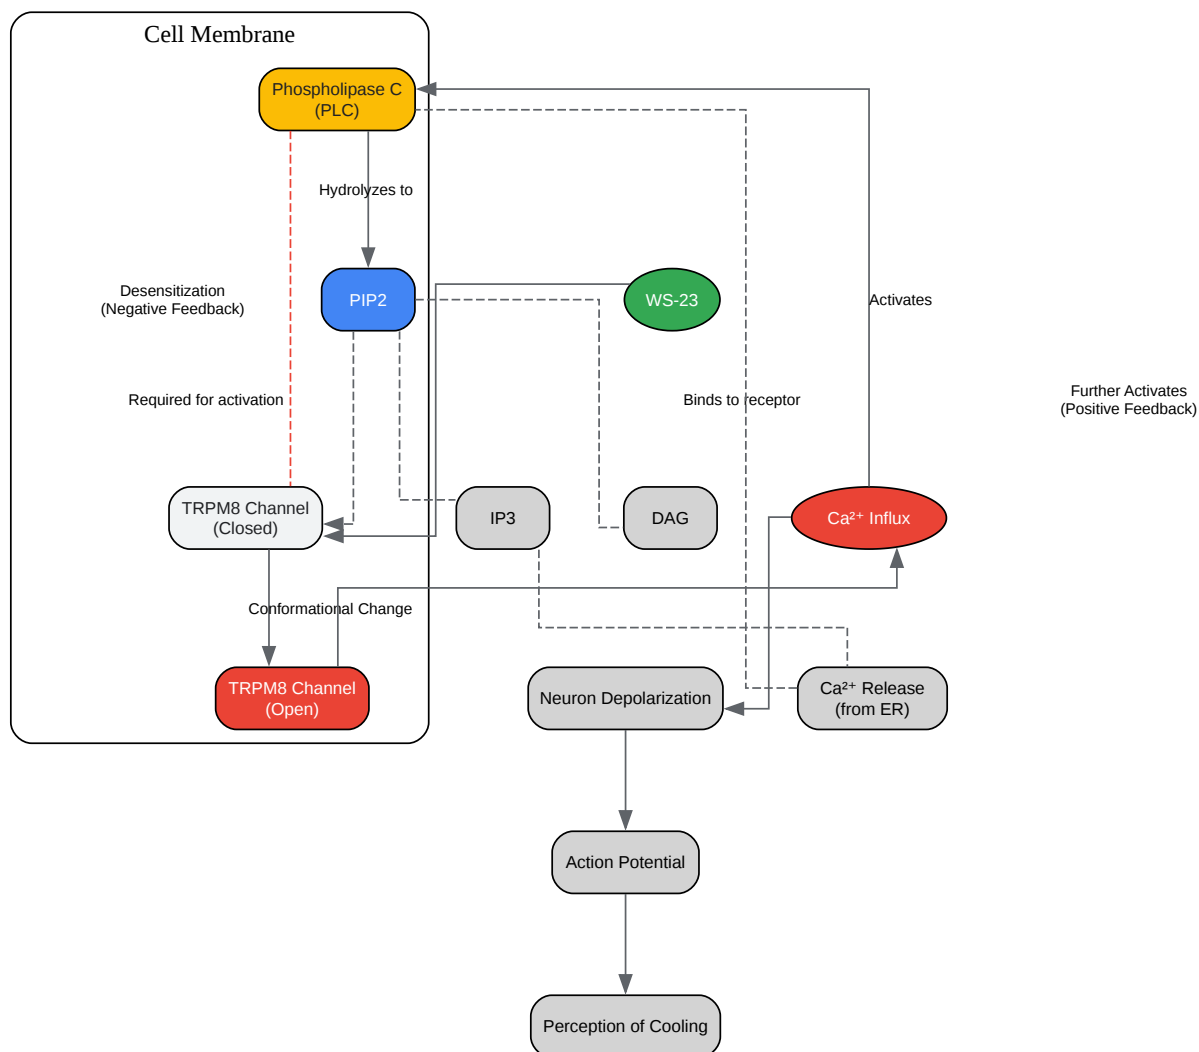 Cell Membrane
Phospholipase C
(PLC)
Hydrolyzes to
Desensitization
(Negative Feedback)
PIP2
WS-23
Activates
Required for activation
Binds to receptor
Further Activates
(Positive Feedback)
TRPM8 Channel
(Closed)
IP3
DAG
Ca²⁺ Influx
Conformational Change
TRPM8 Channel
(Open)
Neuron Depolarization
Ca²⁺ Release
(from ER)
Action Potential
Perception of Cooling